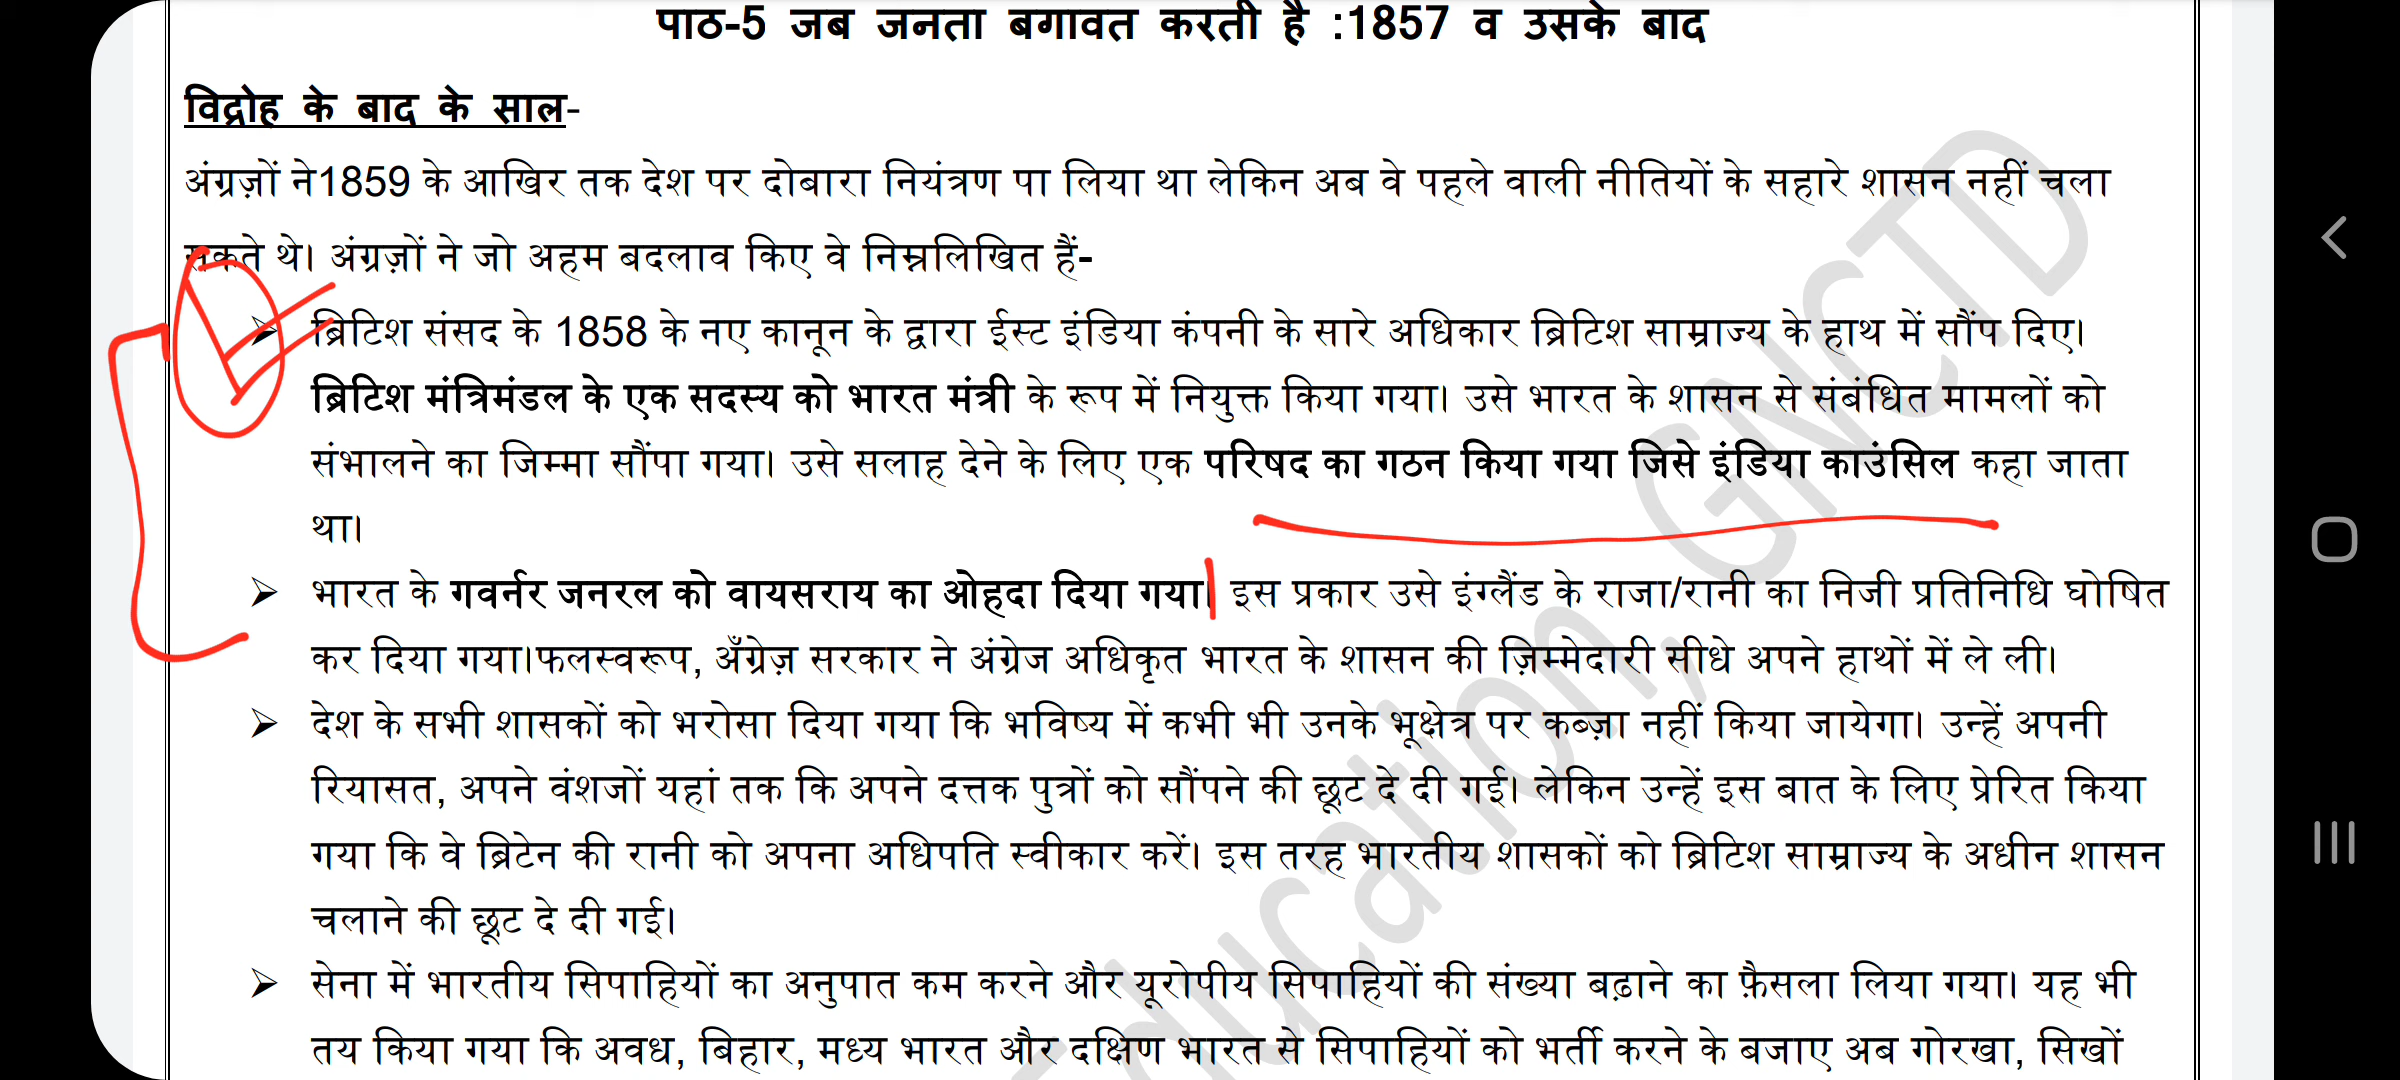 पाठ-5 जब जनता बगावत करती है :1857 व उसके बाद
विद्रोह के बाद के साल-
अंग्रज़ों ने1859 के आखिर तक देश पर दोबारा नियंत्रण पा लिया था लेकिन अब वे पहले वाली नीतियों के सहारे शासन नहीं चला
सकते थे। अंग्रज़ों ने जो अहम बदलाव किए वे निम्नलिखित हैं-
➢ ब्रिटिश संसद के 1858 के नए कानून के द्वारा ईस्ट इंडिया कंपनी के सारे अधिकार ब्रिटिश साम्राज्य के हाथ में सौंप दिए।
ब्रिटिश मंत्रिमंडल के एक सदस्य को भारत मंत्री के रूप में नियुक्त किया गया। उसे भारत के शासन से संबंधित मामलों को
संभालने का जिम्मा सौंपा गया। उसे सलाह देने के लिए एक परिषद का गठन किया गया जिसे इंडिया काउंसिल कहा जाता
था।
➢ भारत के गवर्नर जनरल को वायसराय का ओहदा दिया गया। इस प्रकार उसे इंग्लैंड के राजा/रानी का निजी प्रतिनिधि घोषित
कर दिया गया।फलस्वरूप, अँग्रेज़ सरकार ने अंग्रेज अधिकृत भारत के शासन की ज़िम्मेदारी सीधे अपने हाथों में ले ली।
➢ देश के सभी शासकों को भरोसा दिया गया कि भविष्य में कभी भी उनके भूक्षेत्र पर कब्ज़ा नहीं किया जायेगा। उन्हें अपनी
रियासत, अपने वंशजों यहां तक कि अपने दत्तक पुत्रों को सौंपने की छूट दे दी गई। लेकिन उन्हें इस बात के लिए प्रेरित किया
गया कि वे ब्रिटेन की रानी को अपना अधिपति स्वीकार करें। इस तरह भारतीय शासकों को ब्रिटिश साम्राज्य के अधीन शासन
चलाने की छूट दे दी गई।
➢ सेना में भारतीय सिपाहियों का अनुपात कम करने और यूरोपीय सिपाहियों की संख्या बढ़ाने का फ़ैसला लिया गया। यह भी
तय किया गया कि अवध, बिहार, मध्य भारत और दक्षिण भारत से सिपाहियों को भर्ती करने के बजाए अब गोरखा, सिखों
Education, GNCTD